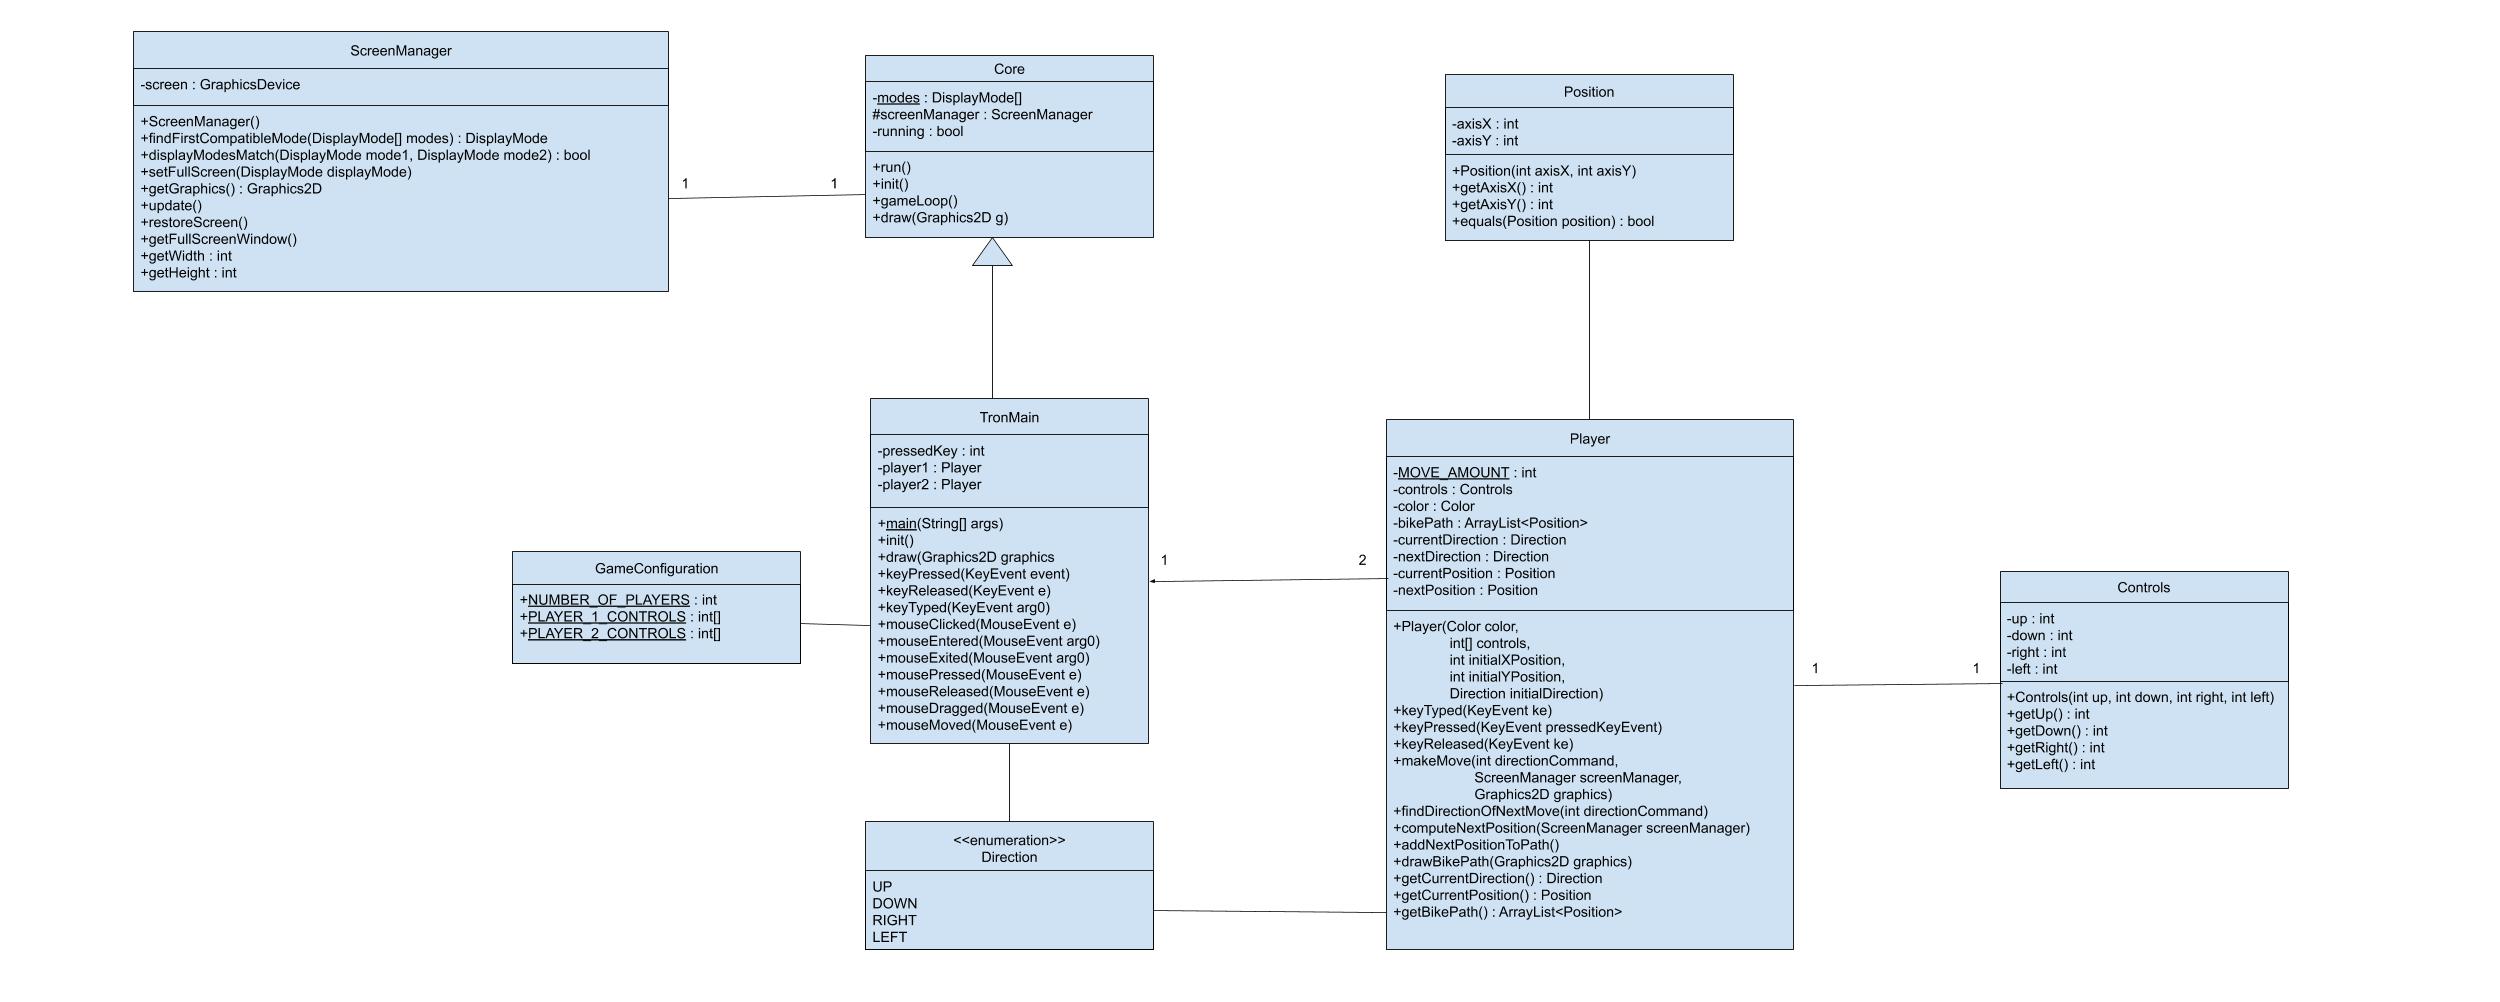 ScreenManager
-screen : GraphicsDevice
+ScreenManager()
+findFirstCompatibleMode(DisplayMode[] modes) : DisplayMode
+displayModesMatch(DisplayMode mode1, DisplayMode mode2) : bool
+setFullScreen(DisplayMode displayMode)
+getGraphics() : Graphics2D
+update()
+restoreScreen()
+getFullScreenWindow()
+getWidth : int
+getHeight : int
1
1
Core
-modes : DisplayMode[]
#screenManager : ScreenManager
-running : bool
+run()
+init()
+gameLoop()
+draw(Graphics2D g)
Position
-axisX : int
-axisY : int
+Position(int axisX, int axisY)
+getAxisX() : int
+getAxisY() : int
+equals(Position position) : bool
TronMain
-pressedKey : int
-player1 : Player
-player2 : Player
+main(String[] args)
+init()
+draw(Graphics2D graphics
+keyPressed(KeyEvent event)
+keyReleased(KeyEvent e)
+keyTyped(KeyEvent arg0)
+mouseClicked(MouseEvent e)
+mouseEntered(MouseEvent arg0)
+mouseExited(MouseEvent arg0)
+mousePressed(MouseEvent e)
+mouseReleased(MouseEvent e)
+mouseDragged(MouseEvent e)
+mouseMoved(MouseEvent e)
1
2
GameConfiguration
+NUMBER_OF_PLAYERS : int
+PLAYER_1_CONTROLS : int[]
+PLAYER_2_CONTROLS : int[]
Player
-MOVE_AMOUNT : int
-controls : Controls
-color : Color
-bikePath : ArrayList<Position>
-currentDirection : Direction
-nextDirection : Direction
-currentPosition : Position
-nextPosition : Position
+Player(Color color,
int[] controls,
int initialXPosition,
int initialYPosition,
Direction initialDirection)
+keyTyped(KeyEvent ke)
+keyPressed(KeyEvent pressedKeyEvent)
+keyReleased(KeyEvent ke)
+makeMove(int directionCommand,
ScreenManager screenManager,
Graphics2D graphics)
+findDirectionOfNextMove(int directionCommand)
+computeNextPosition(ScreenManager screenManager)
+addNextPositionToPath()
+drawBikePath(Graphics2D graphics)
+getCurrentDirection() : Direction
+getCurrentPosition() : Position
+getBikePath() : ArrayList<Position>
1
1
Controls
-up : int
-down : int
-right : int
-left : int
+Controls(int up, int down, int right, int left)
+getUp() : int
+getDown() : int
+getRight() : int
+getLeft() : int
<<enumeration>>
Direction
UP
DOWN
RIGHT
LEFT